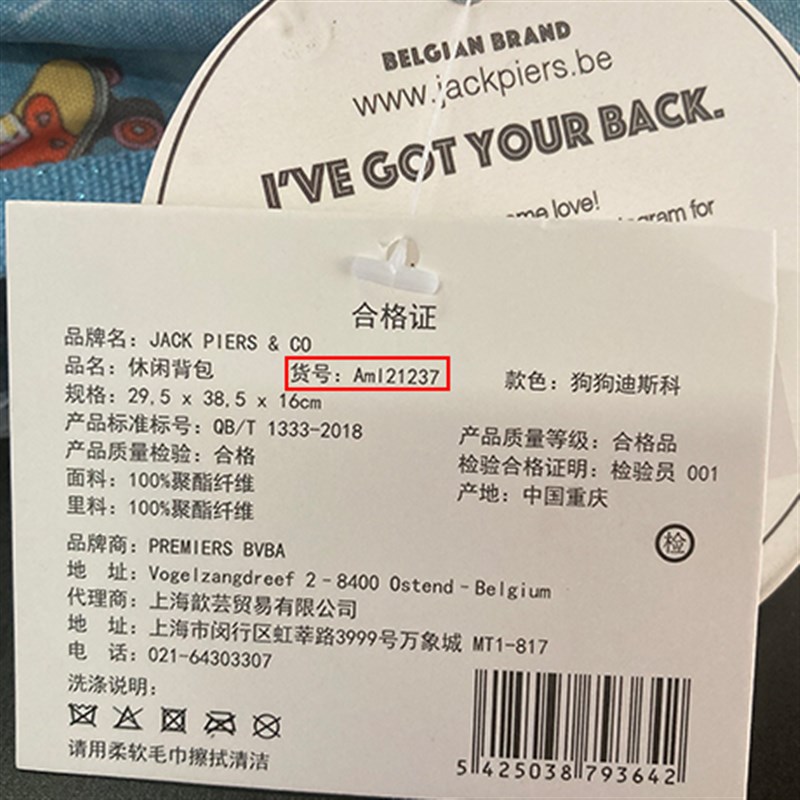 BELGIAN BRAND
www.jackpiers.be
I'VE GOT YOUR BACK.
me love!
gram for
合格证
品牌名：JACK PIERS & CO
品名：休闲背包 货号：Aml21237 款色：狗狗迪斯科
规格：29.5 x 38.5 x 16cm
产品标准标号：QB/T 1333-2018 产品质量等级：合格品
产品质量检验：合格 检验合格证明：检验员 001
面料：100%聚酯纤维 产地：中国重庆
里料：100%聚酯纤维
检
品牌商：PREMIERS BVBA
地 址：Vogelzangdreef 2-8400 Ostend-Belgium
代理商：上海歆芸贸易有限公司
地 址：上海市闵行区虹莘路3999号万象城 MT1-817
电 话：021-64303307
洗涤说明：
请用柔软毛巾擦拭清洁
5 425038 793642